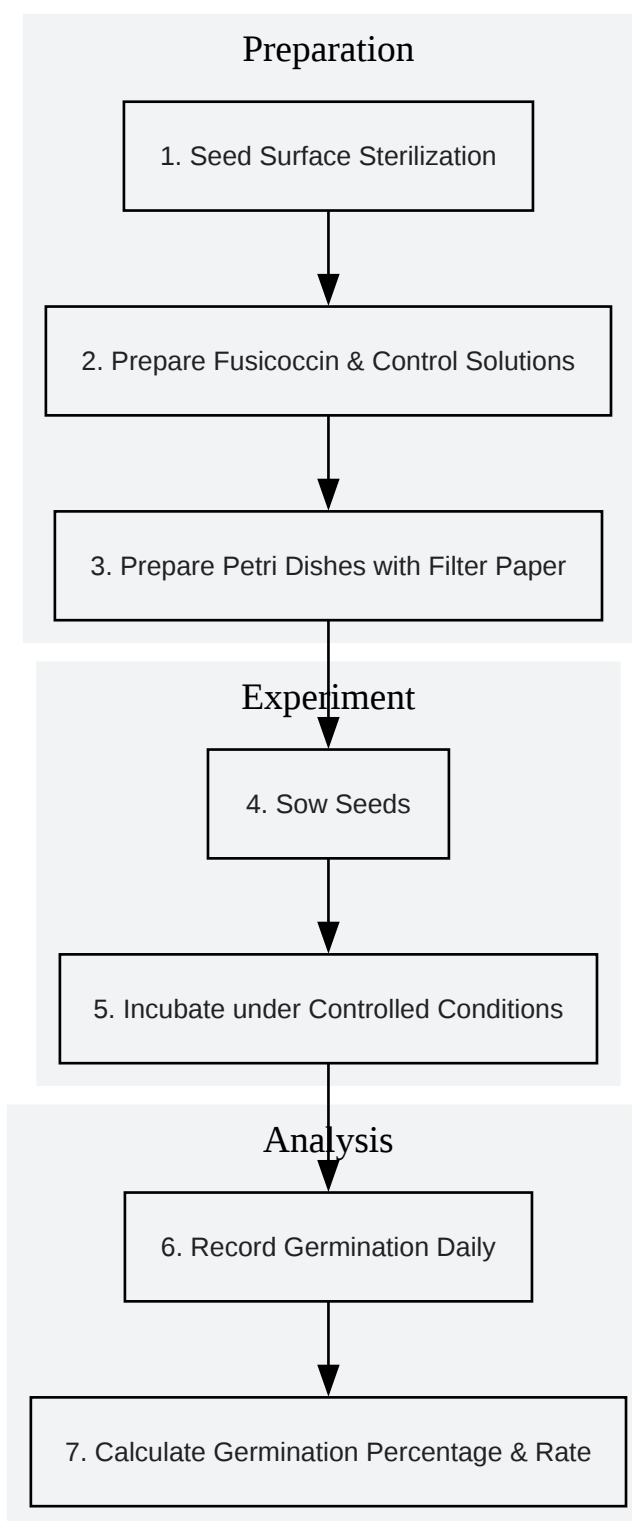 Preparation
1. Seed Surface Sterilization
2. Prepare Fusicoccin & Control Solutions
3. Prepare Petri Dishes with Filter Paper
Experiment
4. Sow Seeds
5. Incubate under Controlled Conditions
Analysis
6. Record Germination Daily
7. Calculate Germination Percentage & Rate